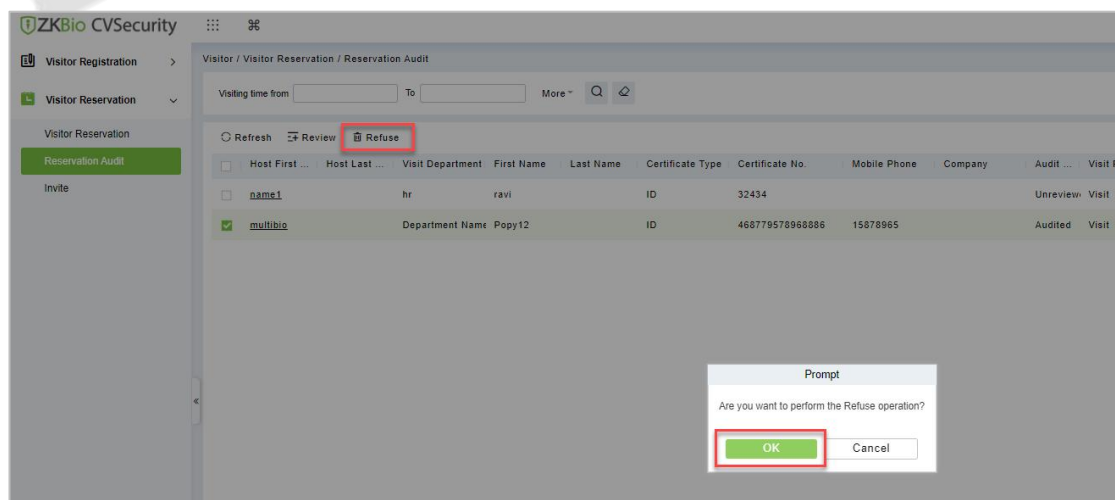 ZKBio CVSecurity
Visitor Registration
Visitor Reservation
Visitor Reservation
Reservation Audit
Invite
Visitor / Visitor Reservation / Reservation Audit
Visiting time from To More
Refresh Review Refuse
Host First ... Host Last ... Visit Department First Name Last Name Certificate Type Certificate No. Mobile Phone Company Audit ... Visit
name1 hr ravi ID 32434 Unreview Visit
multibio Department Name Popy12 ID 468779578968886 15878965 Audited Visit
Prompt
Are you want to perform the Refuse operation?
OK Cancel